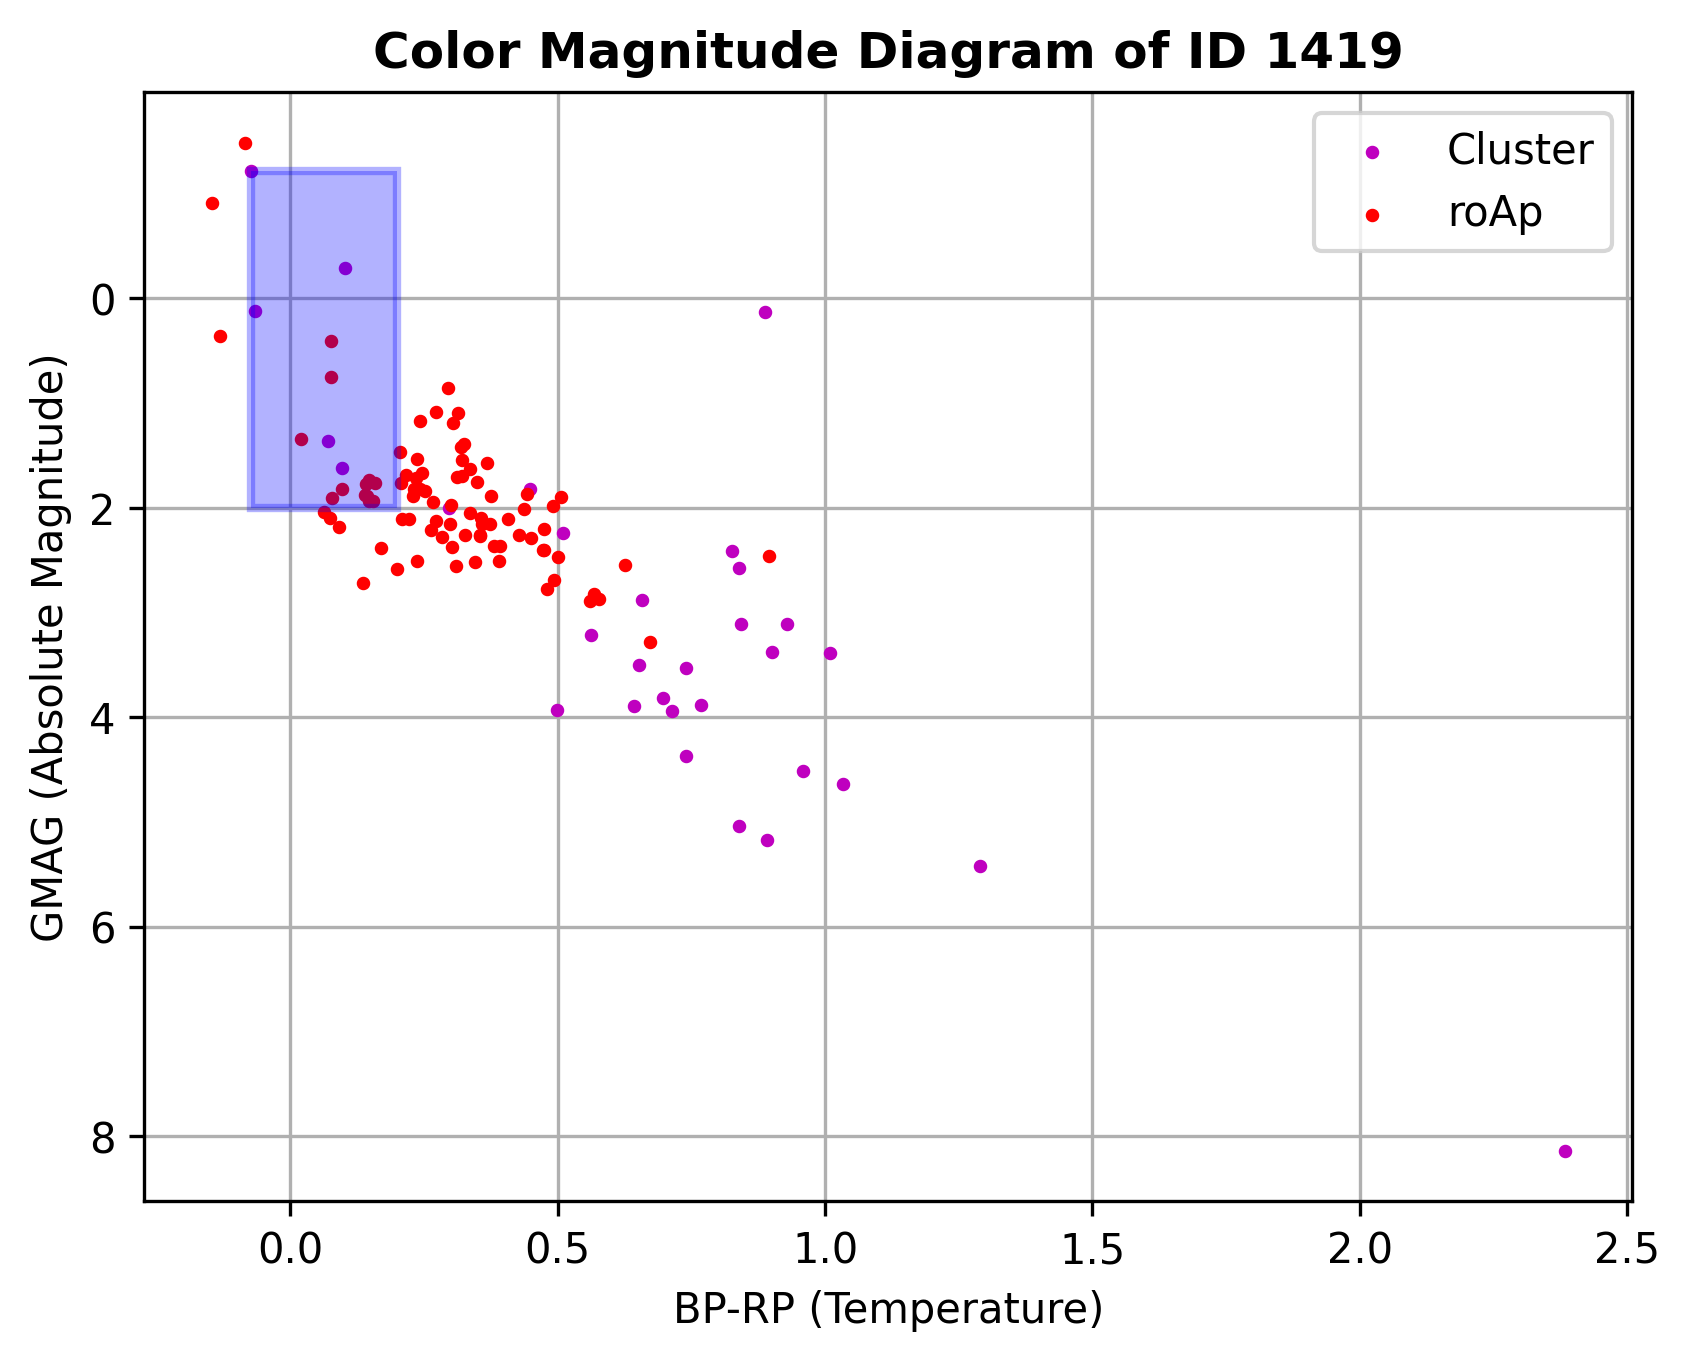 Color Magnitude Diagram of ID 1419
Cluster
roAp
GMAG (Absolute Magnitude)
0
2
4
6
8
0.0 0.5 1.0 1.5 2.0 2.5
BP-RP (Temperature)